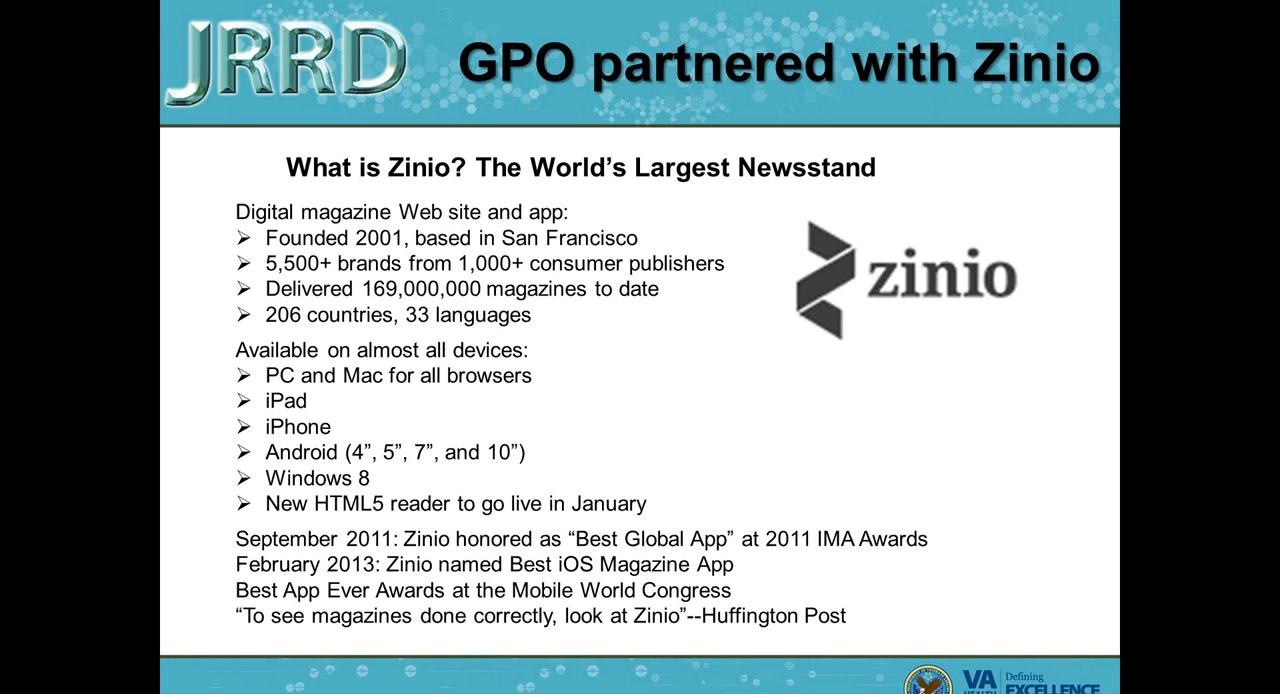 JRRD
GPO partnered with Zinio
What is Zinio? The World’s Largest Newsstand
Digital magazine Web site and app:
➢ Founded 2001, based in San Francisco
➢ 5,500+ brands from 1,000+ consumer publishers
➢ Delivered 169,000,000 magazines to date
➢ 206 countries, 33 languages
zinio
Available on almost all devices:
➢ PC and Mac for all browsers
➢ iPad
➢ iPhone
➢ Android (4”, 5”, 7”, and 10”)
➢ Windows 8
➢ New HTML5 reader to go live in January
September 2011: Zinio honored as “Best Global App” at 2011 IMA Awards
February 2013: Zinio named Best iOS Magazine App
Best App Ever Awards at the Mobile World Congress
“To see magazines done correctly, look at Zinio”--Huffington Post
VA
HEALTH
Defining
EXCELLENCE